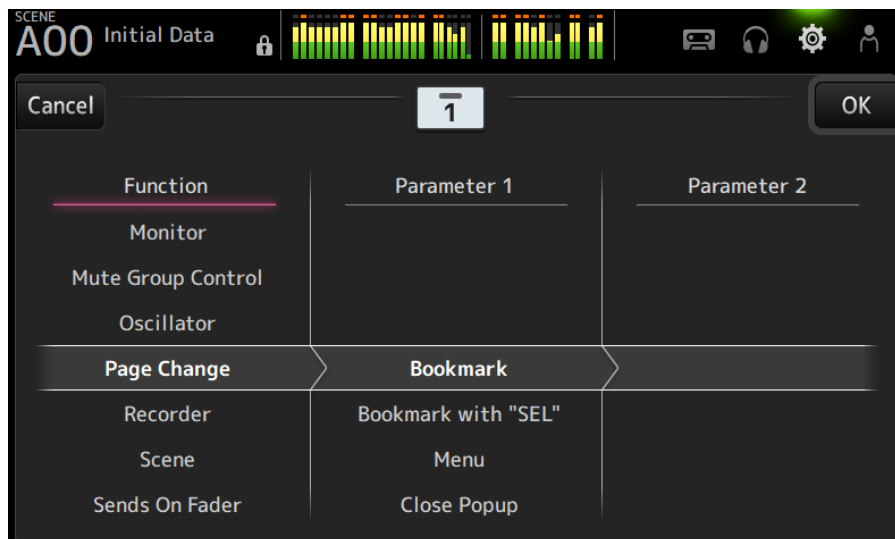 SCENE
A00 Initial Data
Cancel
1
OK
Function Parameter 1 Parameter 2
Monitor
Mute Group Control
Oscillator
Page Change Bookmark
Recorder Bookmark with "SEL"
Scene Menu
Sends On Fader Close Popup